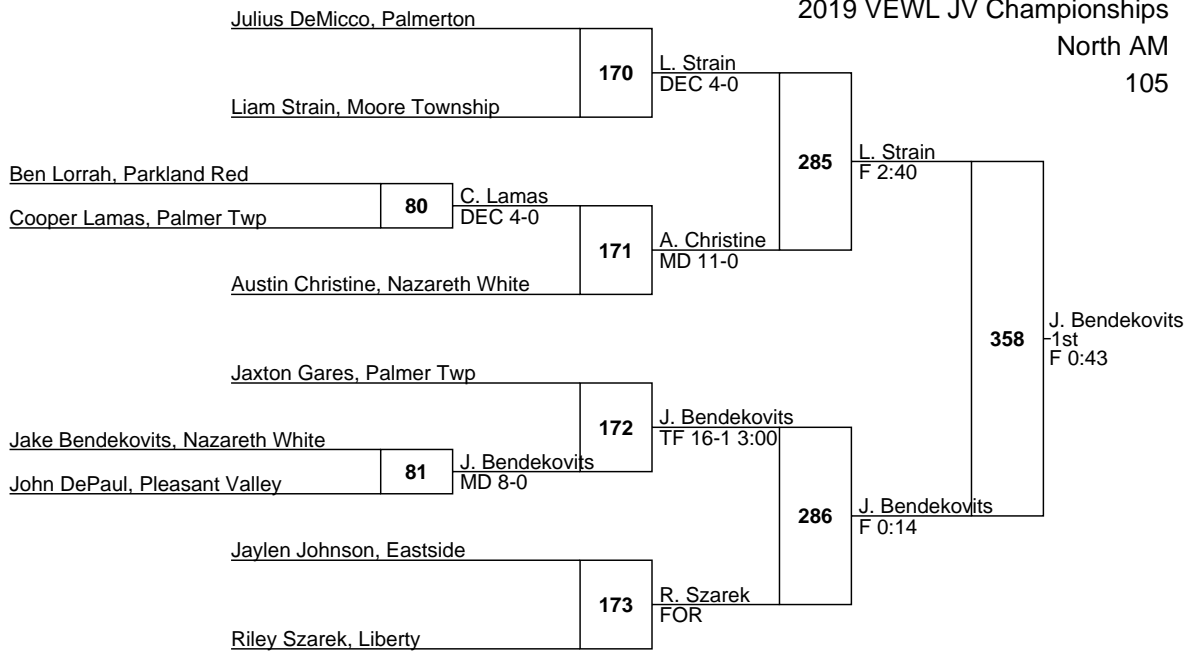 2019 VEWL JV Championships
North AM
105
Julius DeMicco, Palmerton
170
L. Strain
DEC 4-0
Liam Strain, Moore Township
285
L. Strain
F 2:40
Ben Lorrah, Parkland Red
80
C. Lamas
DEC 4-0
Cooper Lamas, Palmer Twp
171
A. Christine
MD 11-0
Austin Christine, Nazareth White
358
J. Bendekovits
1st
F 0:43
Jaxton Gares, Palmer Twp
172
J. Bendekovits
TF 16-1 3:00
Jake Bendekovits, Nazareth White
81
J. Bendekovits
MD 8-0
John DePaul, Pleasant Valley
286
J. Bendekovits
F 0:14
Jaylen Johnson, Eastside
173
R. Szarek
FOR
Riley Szarek, Liberty